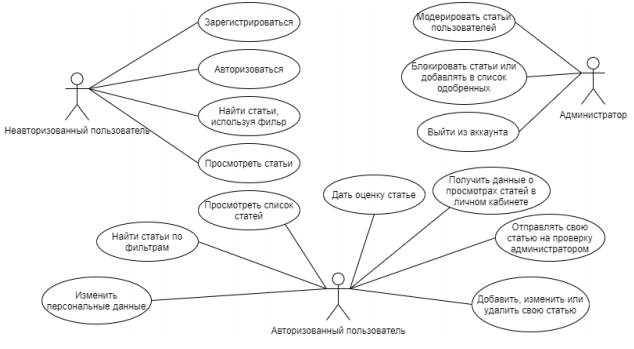 Зарегистрироваться
Авторизоваться
Найти статьи,
используя фильр
Просмотреть статьи
Неавторизованный пользователь
Модерировать статьи
пользователей
Блокировать статьи или
добавлять в список
одобренных
Выйти из аккаунта
Администратор
Просмотреть список
статей
Дать оценку статье
Получить данные о
просмотрах статей в
личном кабинете
Найти статьи по
фильтрам
Отправлять свою
статью на проверку
администратором
Изменить
персональные данные
Добавить, изменить или
удалить свою статью
Авторизованный пользователь